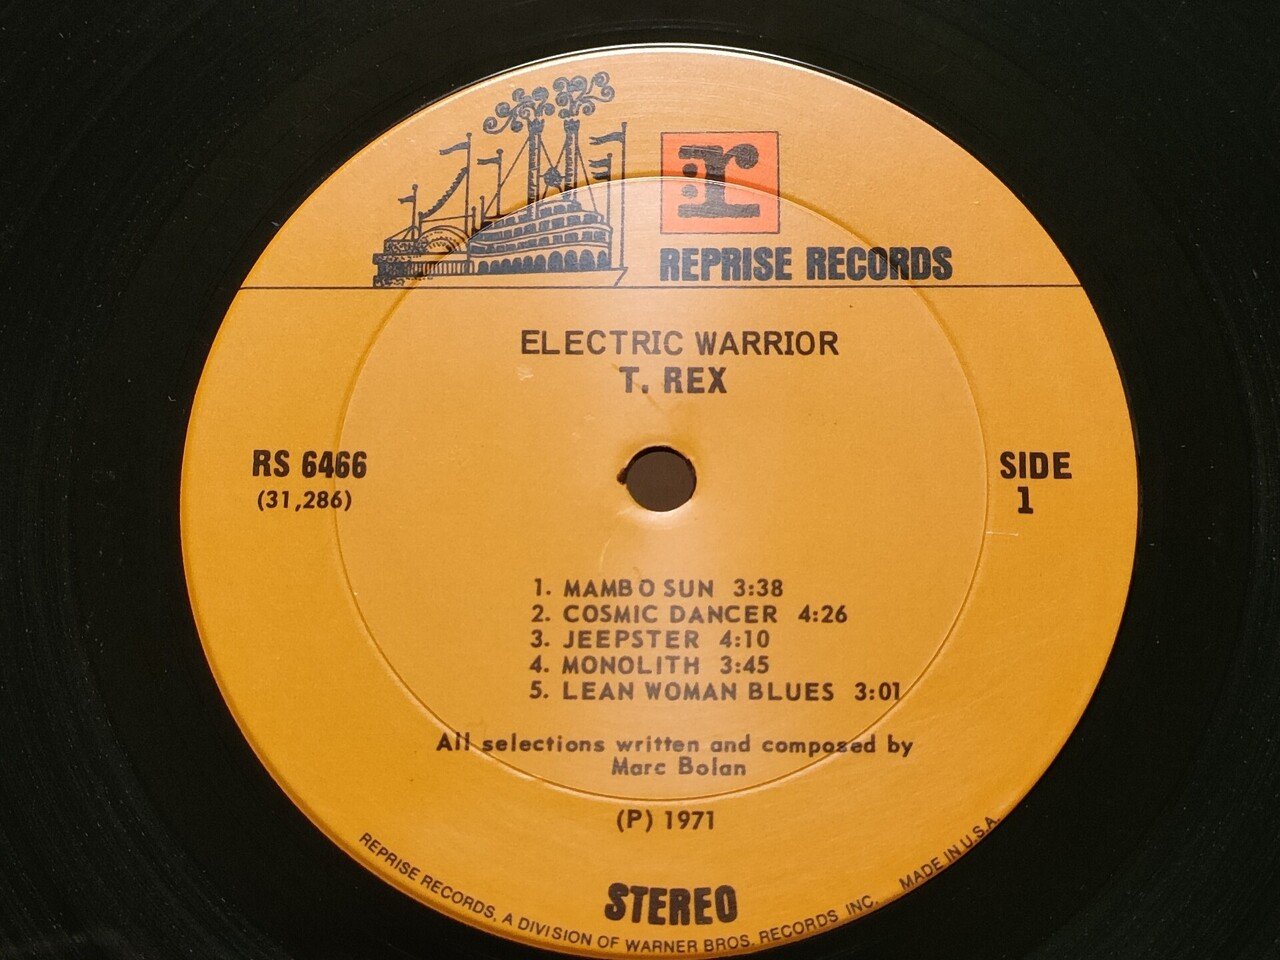 r
REPRISE RECORDS
ELECTRIC WARRIOR
T. REX
RS 6466
(31,286)
SIDE
1
1. MAMBO SUN 3:38
2. COSMIC DANCER 4:26
3. JEEPSTER 4:10
4. MONOLITH 3:45
5. LEAN WOMAN BLUES 3:01
All selections written and composed by
Marc Bolan
(P) 1971
STEREO
REPRISE RECORDS, A DIVISION OF WARNER BROS. RECORDS INC. MADE IN U.S.A.